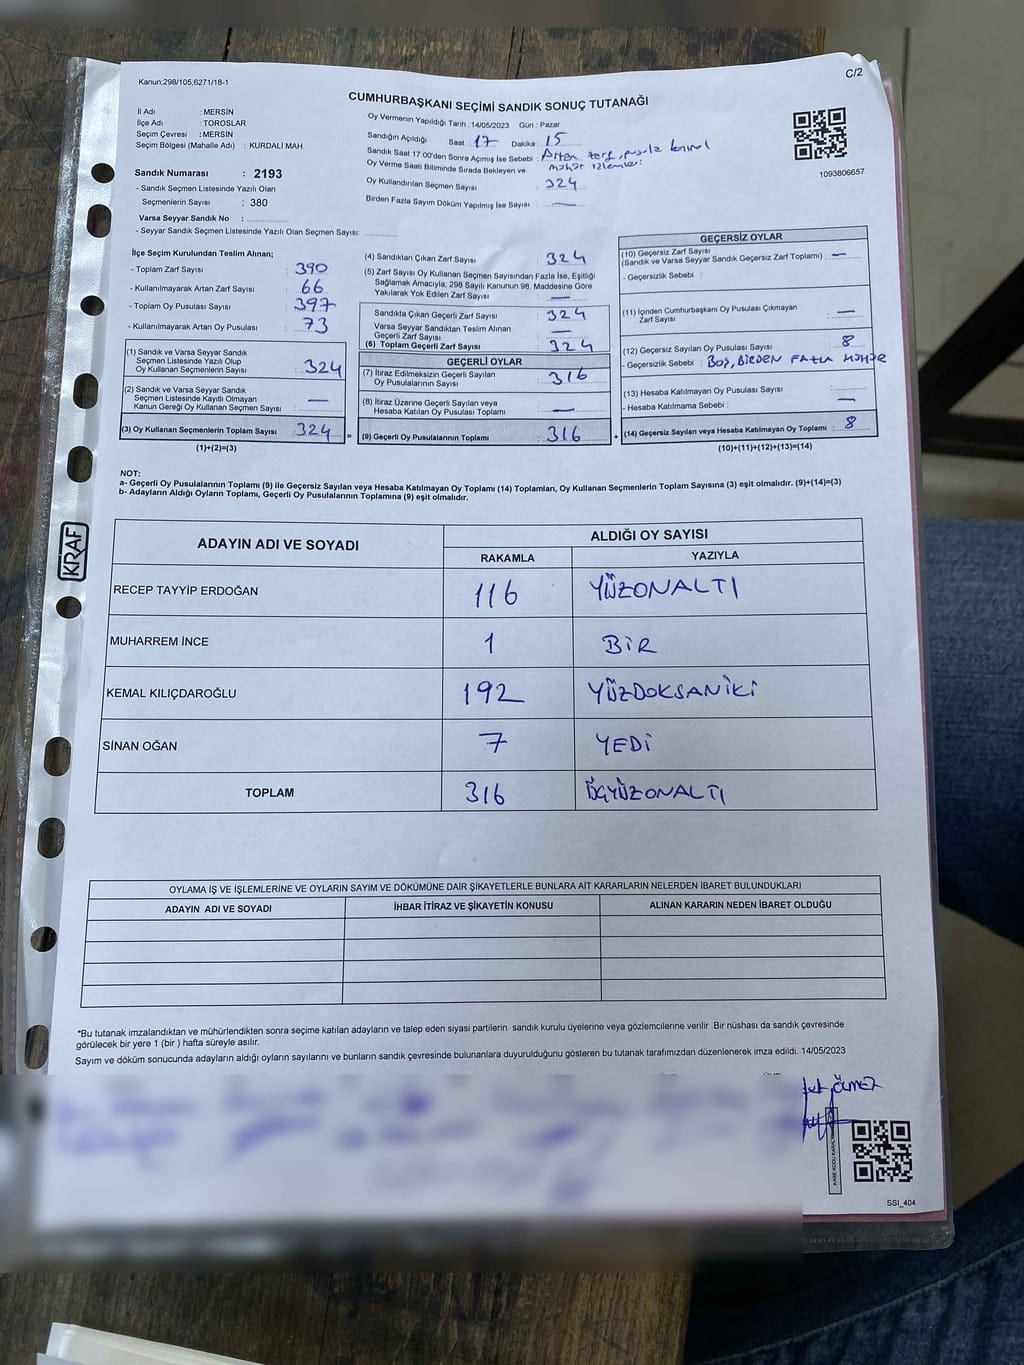 Kanun;298/105;6271/16-1
C/2
CUMHURBAŞKANI SEÇİMİ SANDIK SONUÇ TUTANAĞI
İl Adı : MERSİN
İlçe Adı : TOROSLAR
Seçim Çevresi : MERSİN
Seçim Bölgesi (Mahalle Adı) : KURDALİ MAH.
Sandık Numarası : 2193
- Sandık Seçmen Listesinde Yazılı Olan
Seçmenlerin Sayısı : 380
Varsa Seyyar Sandık No :
- Seyyar Sandık Seçmen Listesinde Yazılı Olan Seçmen Sayısı:
Oy Vermenin Yapıldığı Tarih : 14/05/2023 Gün : Pazar
Sandığın Açıldığı Saat : 17 Dakika : 15
Sandık Saat 17:00'den Sonra Açımış İse Sebebi : Artan
Oy Verme Saati Bitiminde Sırada Bekleyen ve
Oy Kullandırılan Seçmen Sayısı : 324
Birden Fazla Sayım Döküm Yapılmış İse Sayısı : —
1093806657
İlçe Seçim Kurulundan Teslim Alınan;
- Toplam Zarf Sayısı : 390
- Kullanılmayarak Artan Zarf Sayısı : 66
- Toplam Oy Pusulası Sayısı : 397
- Kullanılmayarak Artan Oy Pusulası : 73
(1) Sandık ve Varsa Seyyar Sandık
Seçmen Listesinde Yazılı Olup
Oy Kullanan Seçmenlerin Sayısı : 324
(2) Sandık ve Varsa Seyyar Sandık
Seçmen Listesinde Kayıtlı Olmayan
Kanun Gereği Oy Kullanan Seçmen Sayısı : —
(3) Oy Kullanan Seçmenlerin Toplam Sayısı : 324
(1)+(2)=(3)
(4) Sandıktan Çıkan Zarf Sayısı : 324
(5) Zarf Sayısı Oy Kullanan Seçmen Sayısından Fazla İse, Eşitliği
Sağlamak Amacıyla, 298 Sayılı Kanunun 98. Maddesine Göre
Yakılarak Yok Edilen Zarf Sayısı : —
Sandıkta Çıkan Geçerli Zarf Sayısı : 324
Varsa Seyyar Sandıktan Teslim Alınan
Geçerli Zarf Sayısı : —
(6) Toplam Geçerli Zarf Sayısı : 324
GEÇERLİ OYLAR
(7) İtiraz Edilmeksizin Geçerli Sayılan
Oy Pusulalarının Sayısı : 316
(8) İtiraz Üzerine Geçerli Sayılan veya
Hesaba Katılan Oy Pusulası Toplamı : —
= (9) Geçerli Oy Pusulalarının Toplamı : 316
GEÇERSİZ OYLAR
(10) Geçersiz Zarf Sayısı
(Sandık ve Varsa Seyyar Sandık Geçersiz Zarf Toplamı) : —
- Geçersizlik Sebebi :
(11) İçinden Cumhurbaşkanı Oy Pusulası Çıkmayan
Zarf Sayısı : —
(12) Geçersiz Sayılan Oy Pusulası Sayısı : 8
- Geçersizlik Sebebi : BOŞ, BİRDEN FAZLA MÜHÜR
(13) Hesaba Katılmayan Oy Pusulası Sayısı :
- Hesaba Katılmama Sebebi : —
+ (14) Geçersiz Sayılan veya Hesaba Katılmayan Oy Toplamı : 8
(10)+(11)+(12)+(13)=(14)
NOT:
a- Geçerli Oy Pusulalarının Toplamı (9) ile Geçersiz Sayılan veya Hesaba Katılmayan Oy Toplamı (14) Toplamları, Oy Kullanan Seçmenlerin Toplam Sayısına (3) eşit olmalıdır. (9)+(14)=(3)
b- Adayların Aldığı Oyların Toplamı, Geçerli Oy Pusulalarının Toplamına (9) eşit olmalıdır.
KRAF
ADAYIN ADI VE SOYADI
ALDIĞI OY SAYISI
RAKAMLA YAZIYLA
RECEP TAYYİP ERDOĞAN 116 YÜZONALTI
MUHARREM İNCE 1 BİR
KEMAL KILIÇDAROĞLU 192 YÜZDOKSANİKİ
SİNAN OĞAN 7 YEDİ
TOPLAM 316 ÜÇYÜZONALTI
OYLAMA İŞ VE İŞLEMLERİNE VE OYLARIN SAYIM VE DÖKÜMÜNE DAİR ŞİKAYETLERLE BUNLARA AİT KARARLARIN NELERDEN İBARET BULUNDUKLARI
ADAYIN ADI VE SOYADI İHBAR İTİRAZ VE ŞİKAYETİN KONUSU ALINAN KARARIN NEDEN İBARET OLDUĞU
*Bu tutanak imzalandıktan ve mühürlendikten sonra seçime katılan adayların ve talep eden siyasi partilerin sandık kurulu üyelerine veya gözlemcilerine verilir .Bir nüshası da sandık çevresinde
görülecek bir yere 1 (bir ) hafta süreyle asılır.
Sayım ve döküm sonucunda adayların aldığı oyların sayılarını ve bunların sandık çevresinde bulunanlara duyurulduğunu gösteren bu tutanak tarafımızdan düzenlenerek imza edildi. 14/05/2023
SSI_404